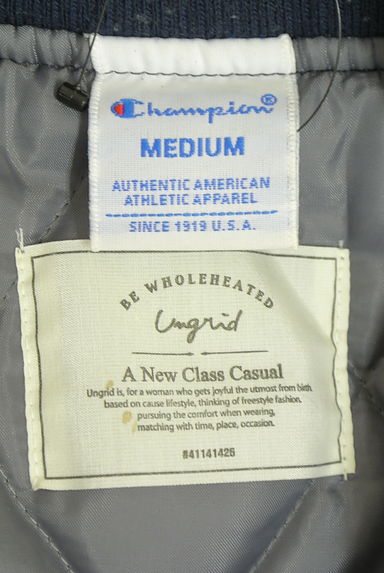 Champion®
MEDIUM
AUTHENTIC AMERICAN
ATHLETIC APPAREL
SINCE 1919 U.S.A.
BE WHOLEHEATED
Ungrid
A New Class Casual
Ungrid is, for a woman who gets joyful the utmost from birth
based on cause lifestyle, thinking of freestyle fashion.
pursuing the comfort when wearing,
matching with time, place, occasion.
#41141426